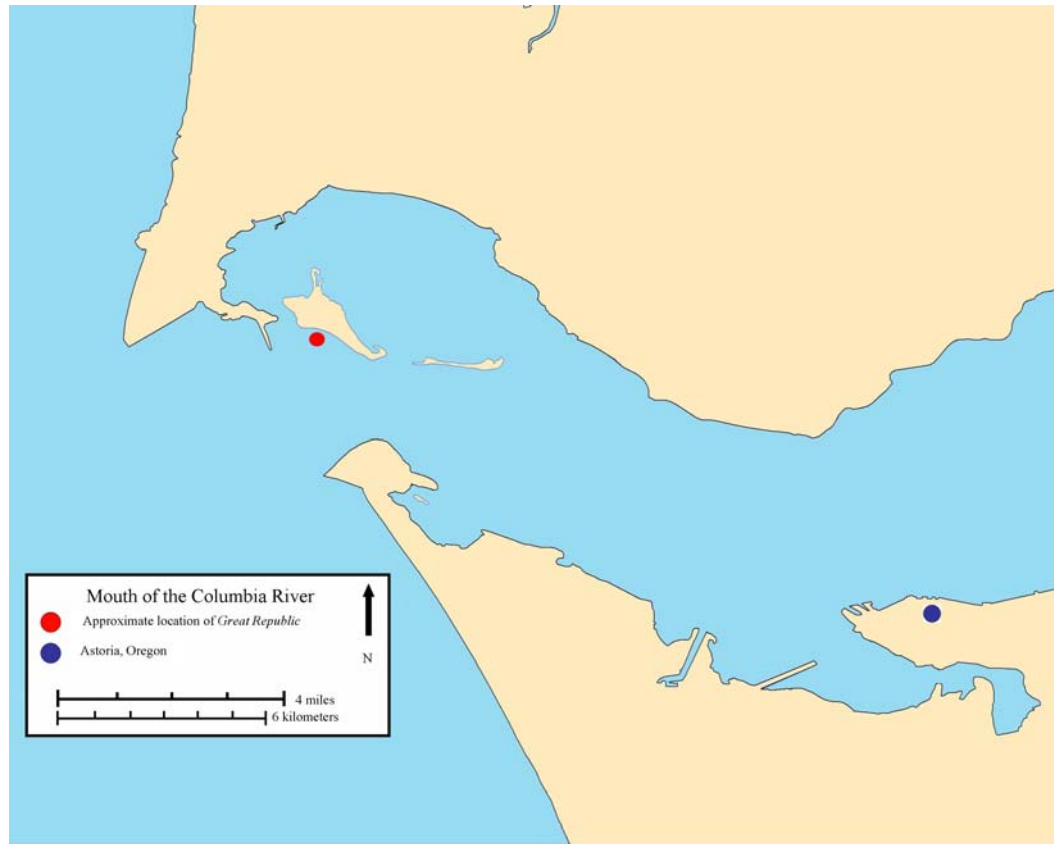 Mouth of the Columbia River
Approximate location of Great Republic
Astoria, Oregon
N
4 miles
6 kilometers